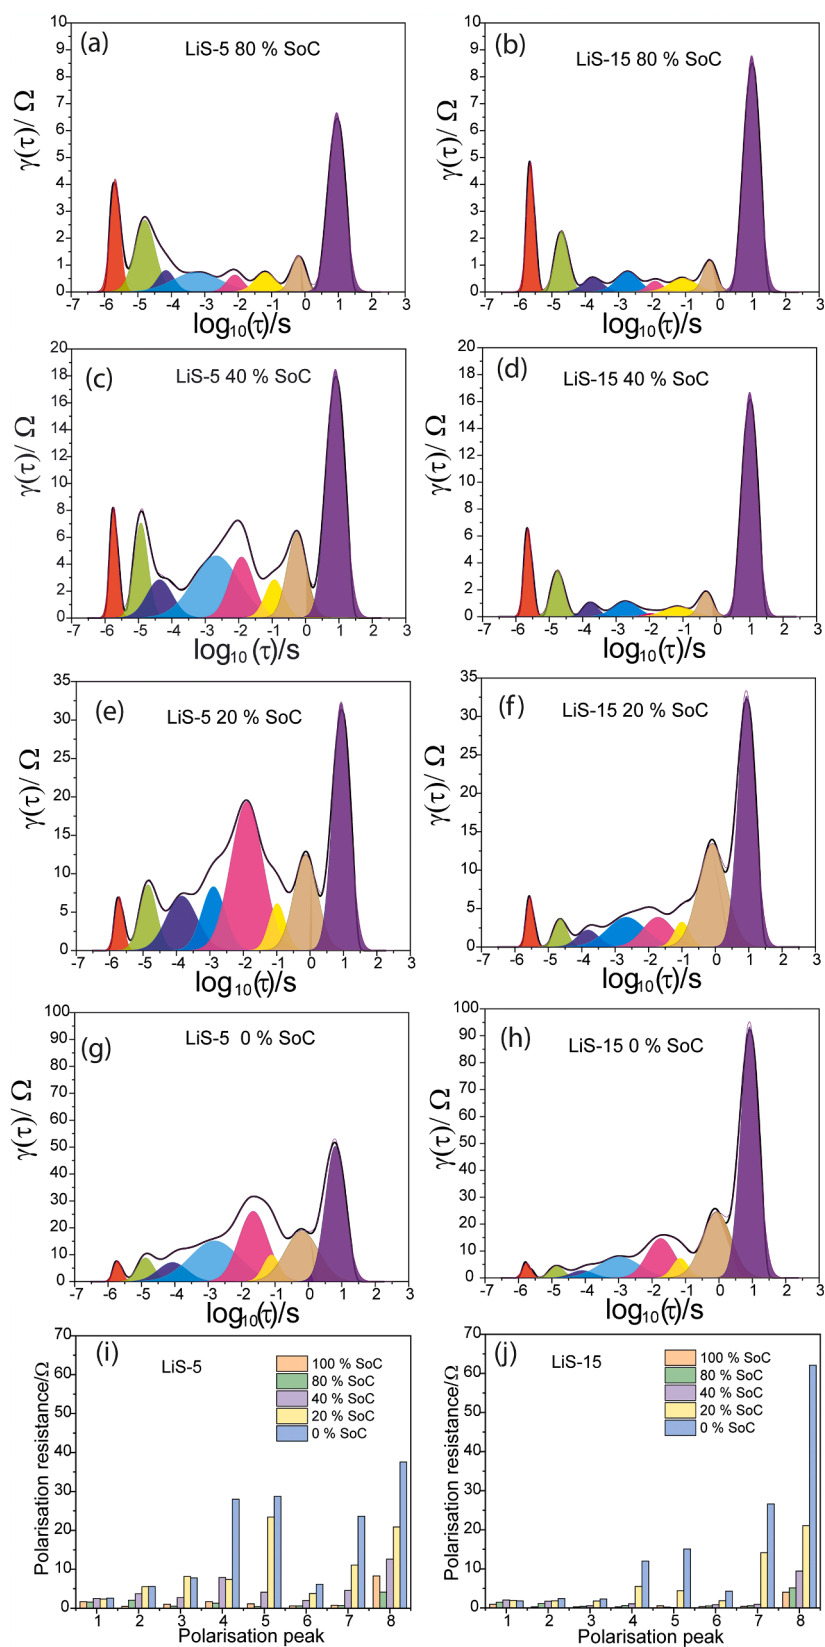 (a)
LiS-5 80 % SoC
γ(τ)/ Ω
10
9
8
7
6
5
4
3
2
1
0
-7 -6 -5 -4 -3 -2 -1 0 1 2 3
log10(τ)/s
(b)
LiS-15 80 % SoC
γ(τ)/ Ω
10
9
8
7
6
5
4
3
2
1
0
-7 -6 -5 -4 -3 -2 -1 0 1 2 3
log10(τ)/s
(c)
LiS-5 40 % SoC
γ(τ)/ Ω
20
18
16
14
12
10
8
6
4
2
0
-7 -6 -5 -4 -3 -2 -1 0 1 2 3
log10 (τ)/s
(d)
LiS-15 40 % SoC
γ(τ)/ Ω
20
18
16
14
12
10
8
6
4
2
0
-7 -6 -5 -4 -3 -2 -1 0 1 2 3
log10(τ)/s
(e)
LiS-5 20 % SoC
γ(τ)/ Ω
35
30
25
20
15
10
5
0
-7 -6 -5 -4 -3 -2 -1 0 1 2 3
log10(τ)/s
(f)
LiS-15 20 % SoC
γ(τ)/ Ω
35
30
25
20
15
10
5
0
-7 -6 -5 -4 -3 -2 -1 0 1 2 3
log10(τ)/s
(g)
LiS-5 0 % SoC
γ(τ)/ Ω
100
90
80
70
60
50
40
30
20
10
0
-7 -6 -5 -4 -3 -2 -1 0 1 2 3
log10(τ)/s
(h)
LiS-15 0 % SoC
γ(τ)/ Ω
100
90
80
70
60
50
40
30
20
10
0
-7 -6 -5 -4 -3 -2 -1 0 1 2 3
log10(τ)/s
(i)
LiS-5
100 % SoC
80 % SoC
40 % SoC
20 % SoC
0 % SoC
Polarisation resistance/Ω
70
60
50
40
30
20
10
0
1 2 3 4 5 6 7 8
Polarisation peak
(j)
LiS-15
100 % SoC
80 % SoC
40 % SoC
20 % SoC
0 % SoC
Polarisation resistance/Ω
70
60
50
40
30
20
10
0
1 2 3 4 5 6 7 8
Polarisation peak